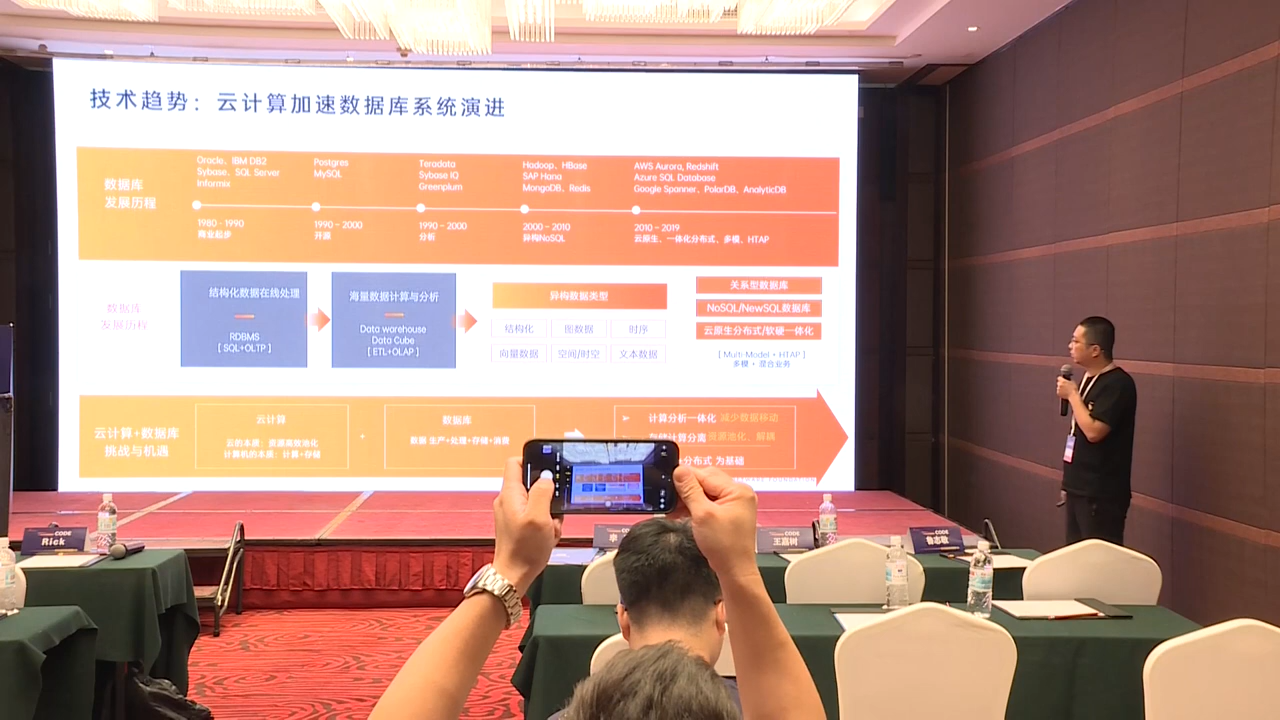 技术趋势：云计算加速数据库系统演进
数据库
发展历程
Oracle、IBM DB2
Sybase、SQL Server
Informix
1980 - 1990
商业起步
Postgres
MySQL
1990 - 2000
开源
Teradata
Sybase IQ
Greenplum
1990 - 2000
分析
Hadoop、HBase
SAP Hana
MongoDB、Redis
2000 - 2010
异构NoSQL
AWS Aurora, Redshift
Azure SQL Database
Google Spanner、PolarDB、AnalyticDB
2010 - 2019
云原生、一体化分布式、多模、HTAP
数据库
发展历程
结构化数据在线处理
RDBMS
[ SQL+OLTP ]
海量数据计算与分析
Data warehouse
Data Cube
[ ETL+OLAP ]
异构数据类型
结构化
图数据
时序
向量数据
空间/时空
文本数据
关系型数据库
NoSQL/NewSQL数据库
云原生分布式/软硬一体化
[ Multi-Model + HTAP ]
多模 + 混合业务
云计算+数据库
挑战与机遇
云计算
云的本质：资源高效池化
计算机的本质：计算+存储
+
数据库
数据 生产+处理+存储+消费
➢ 计算分析一体化 减少数据移动
存储计算分离 资源池化、解耦
分布式 为基础
CODE
Rick
王嘉树
CODE